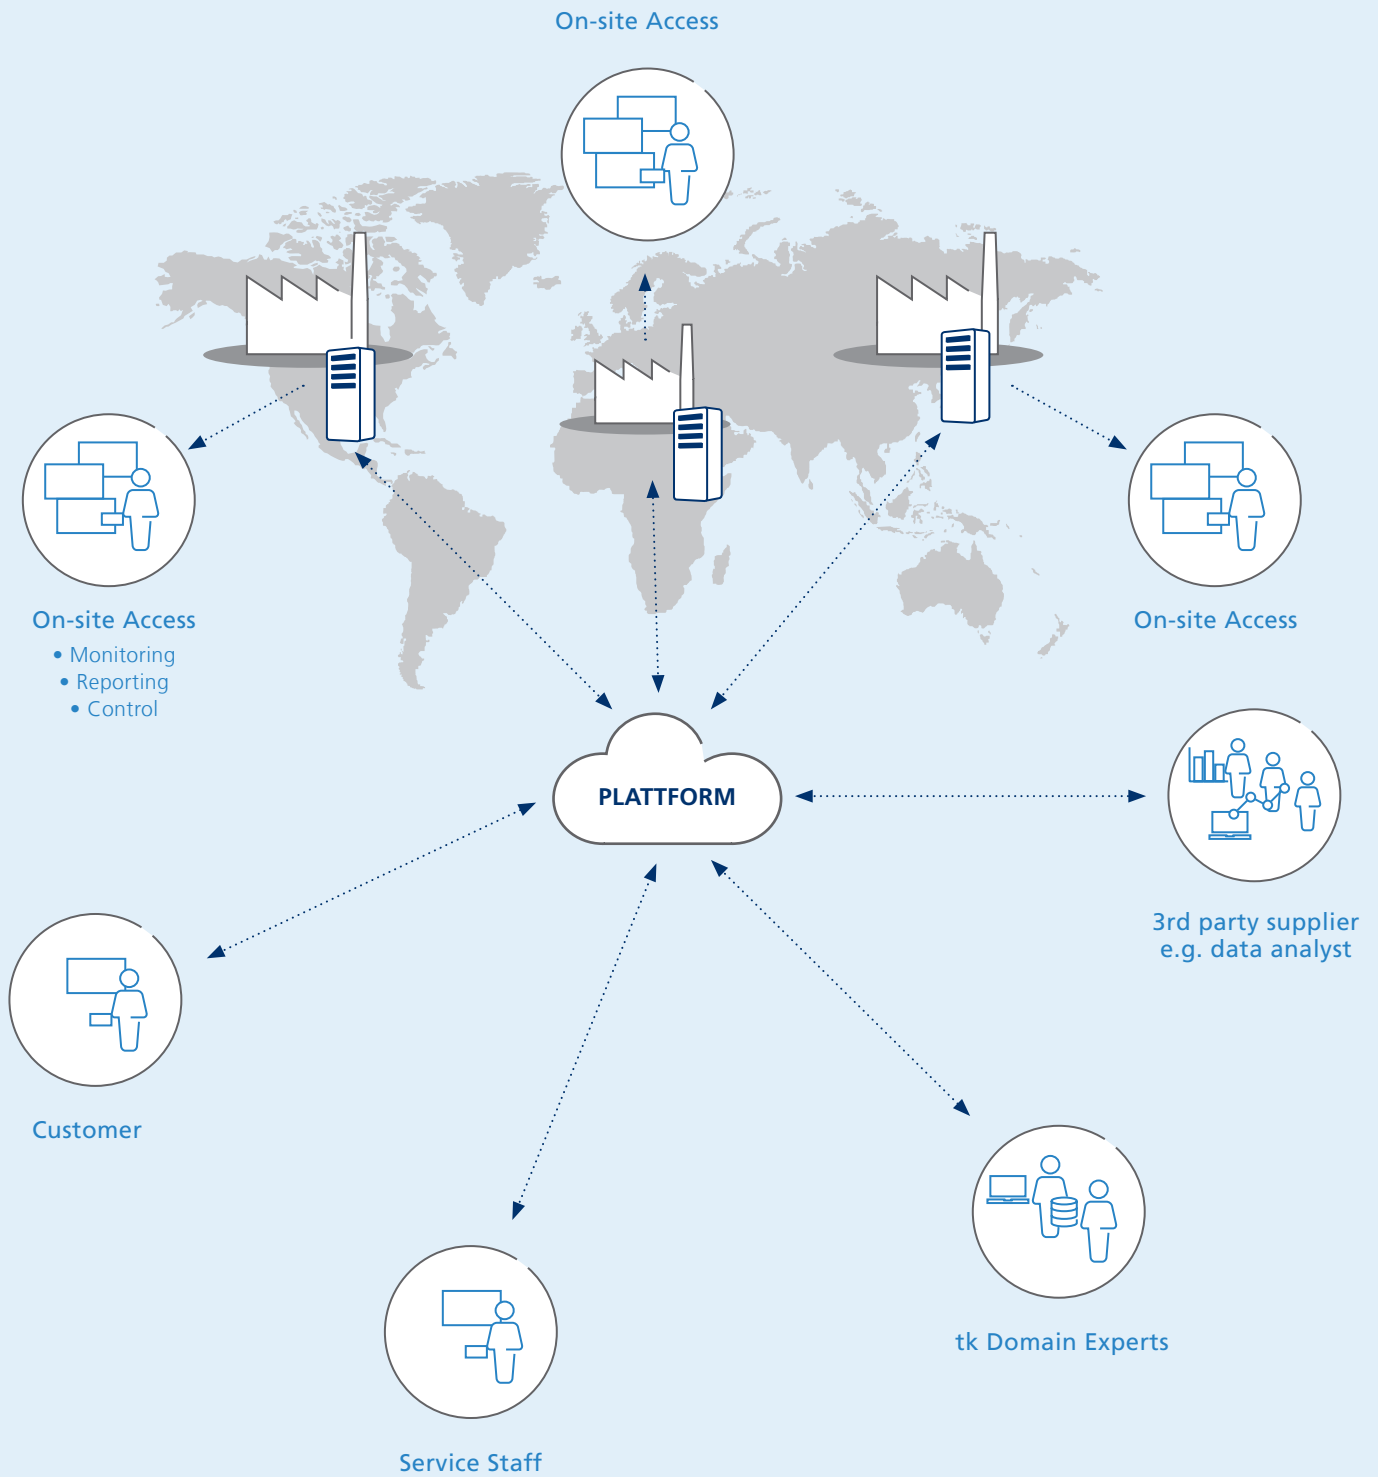 On-site Access
On-site Access
• Monitoring
• Reporting
• Control
On-site Access
PLATTFORM
3rd party supplier
e.g. data analyst
Customer
tk Domain Experts
Service Staff